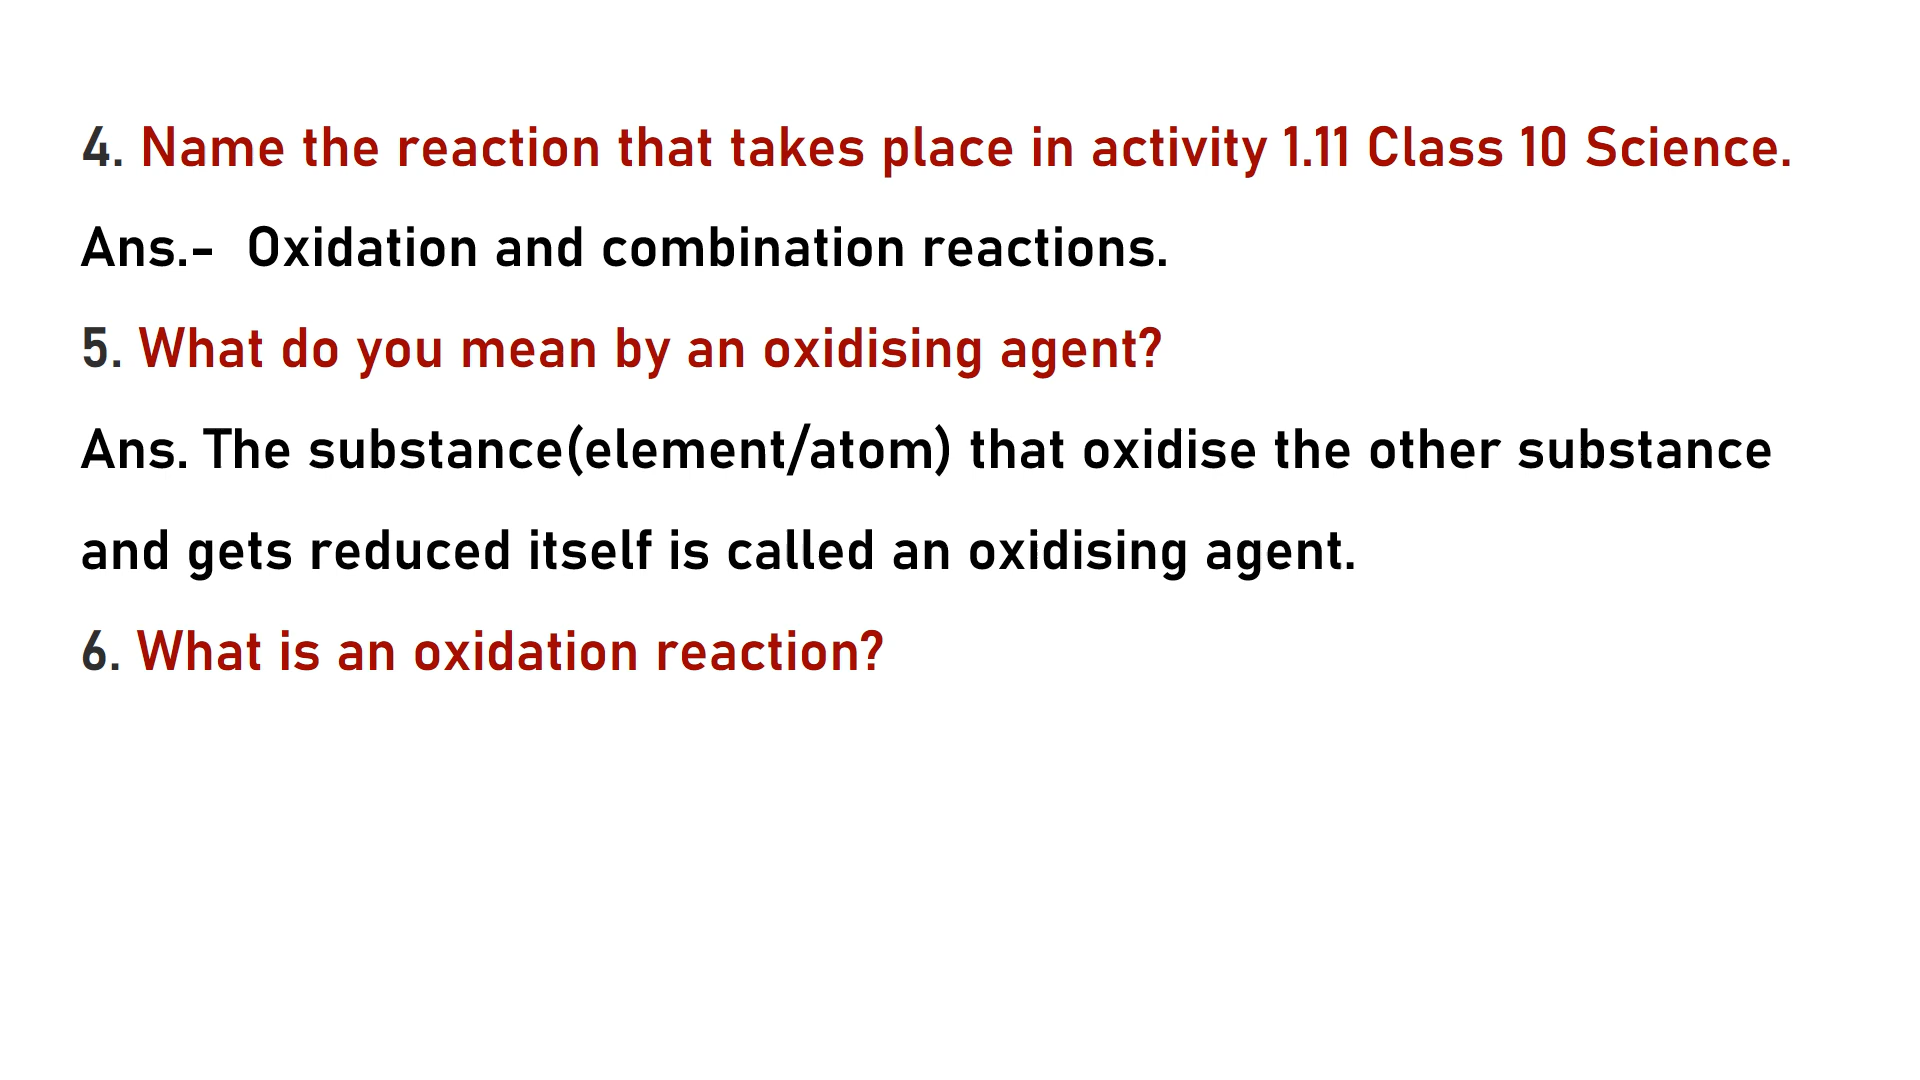 4. Name the reaction that takes place in activity 1.11 Class 10 Science.
Ans.-  Oxidation and combination reactions.
5. What do you mean by an oxidising agent?
Ans. The substance(element/atom) that oxidise the other substance
and gets reduced itself is called an oxidising agent.
6. What is an oxidation reaction?